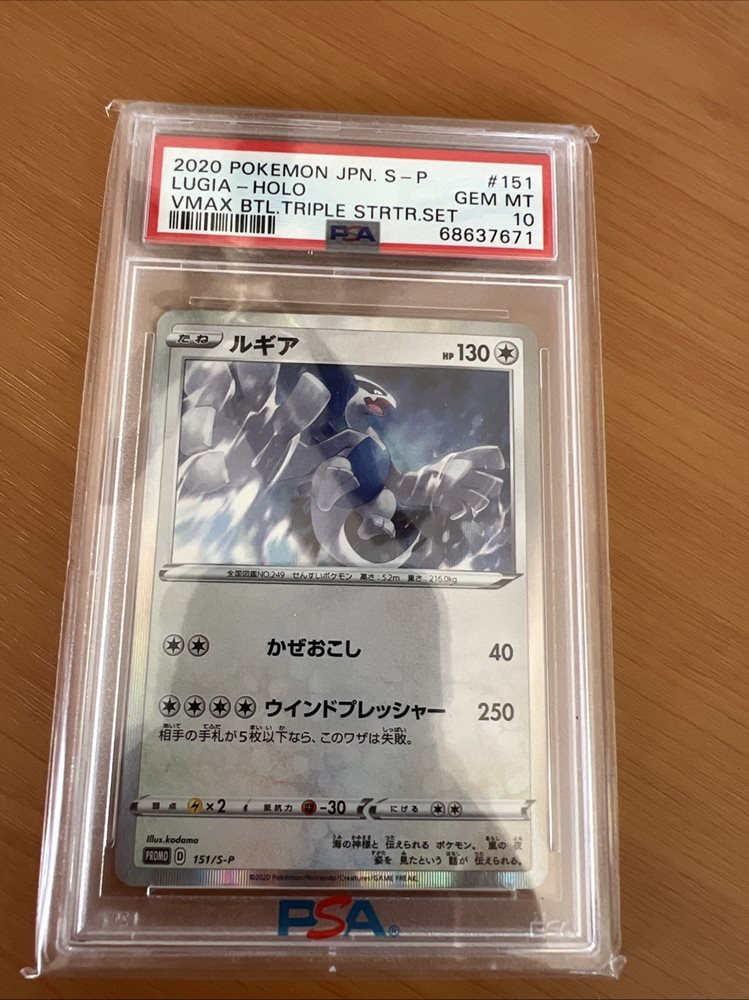 2020 POKEMON JPN. S-P #151
LUGIA-HOLO GEM MT
VMAX BTL.TRIPLE STRTR.SET 10
PSA 68637671
たね ルギア HP 130
全国図鑑NO.249 せんすいポケモン 高さ:5.2m 重さ:216.0kg
かぜおこし 40
ウインドプレッシャー 250
相手の手札が5枚以下なら、このワザは失敗。
弱点 ×2 抵抗力 -30 にげる
Illus.kodama
海の神様と 伝えられる ポケモン。 嵐の 夜
PROMO D 151/S-P
姿を 見たという 話が 伝えられる。
©2020 Pokémon/Nintendo/Creatures/GAME FREAK.
PSA®